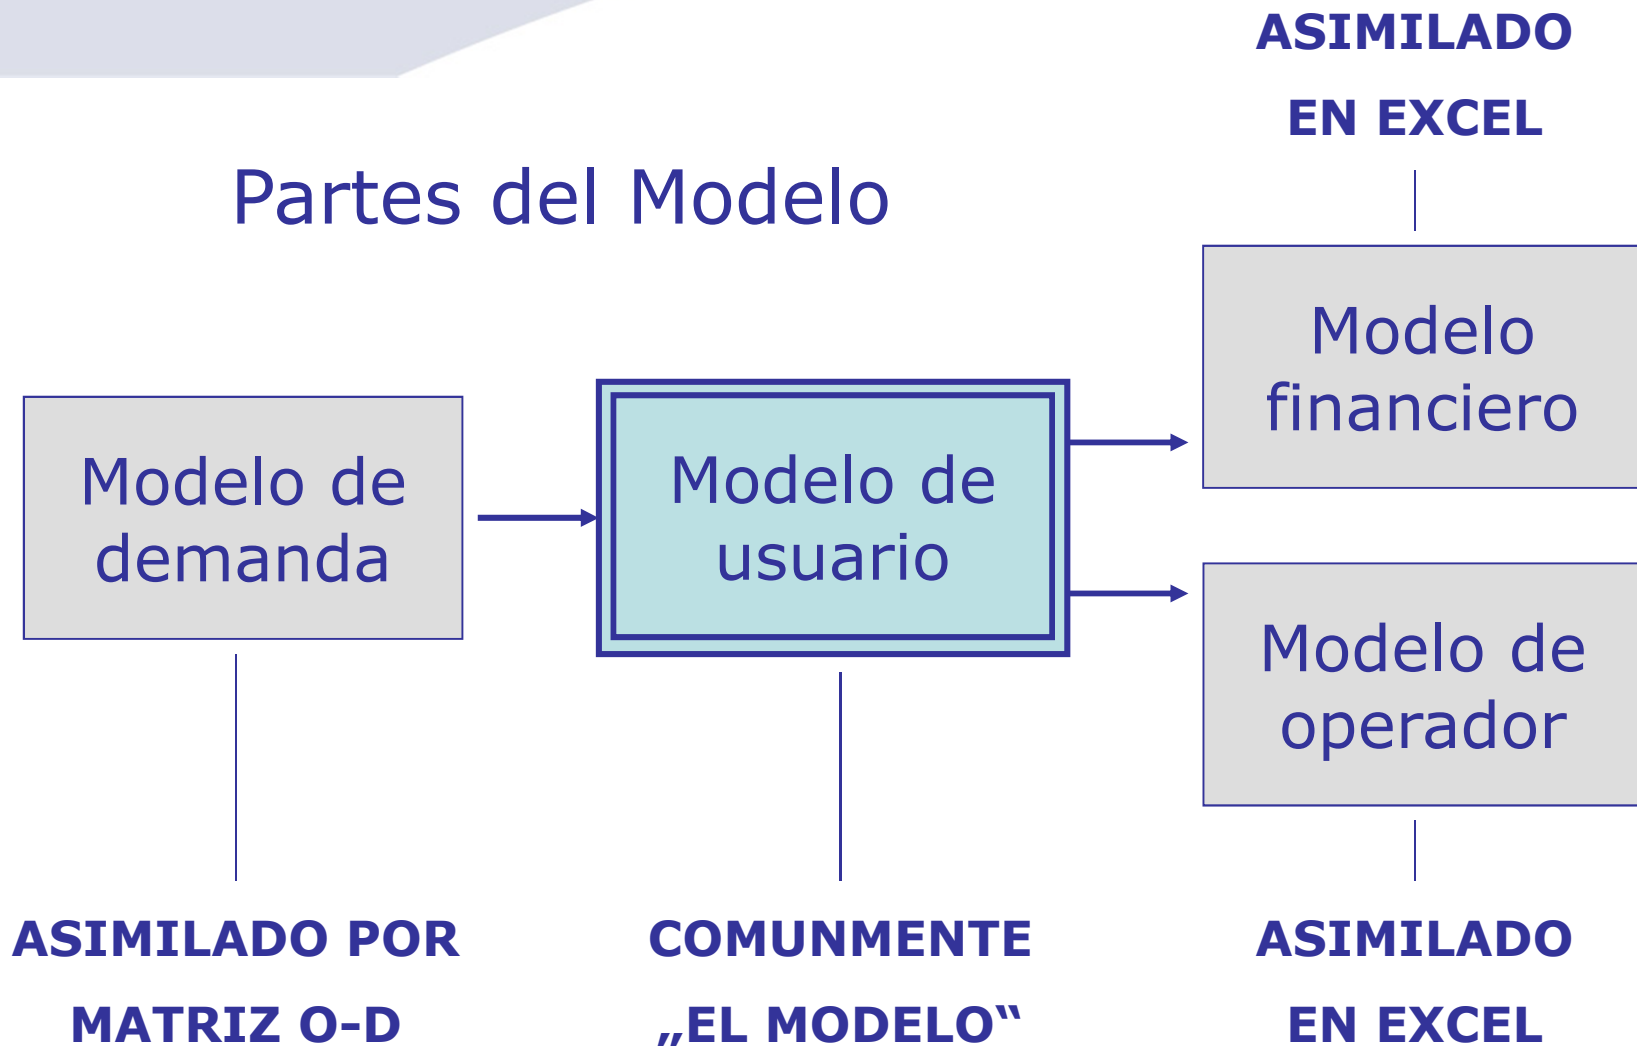 Partes del Modelo
ASIMILADO
EN EXCEL
Modelo de
demanda
Modelo de
usuario
Modelo
financiero
Modelo de
operador
ASIMILADO POR
MATRIZ O-D
COMUNMENTE
„EL MODELO‟
ASIMILADO
EN EXCEL